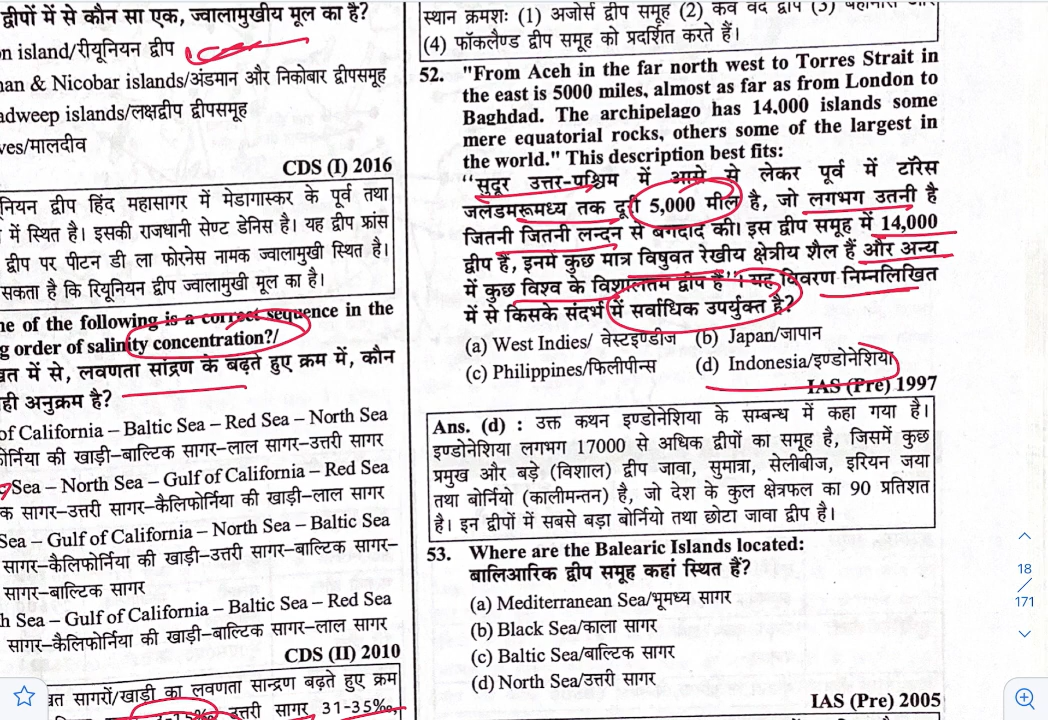 द्वीपों में से कौन सा एक, ज्वालामुखीय मूल का है?
n island/रीयूनियन द्वीप
an & Nicobar islands/अंडमान और निकोबार द्वीपसमूह
adweep islands/लक्षद्वीप द्वीपसमूह
ves/मालदीव
CDS (I) 2016
नियन द्वीप हिंद महासागर में मेडागास्कर के पूर्व तथा
में स्थित है। इसकी राजधानी सेण्ट डेनिस है। यह द्वीप फ्रांस
द्वीप पर पीटन डी ला फोरनेस नामक ज्वालामुखी स्थित है।
सकता है कि रियूनियन द्वीप ज्वालामुखी मूल का है।
ne of the following is a correct sequence in the
g order of salinity concentration?/
त में से, लवणता सांद्रण के बढ़ते हुए क्रम में, कौन
ही अनुक्रम है?
of California – Baltic Sea – Red Sea – North Sea
फोर्निया की खाड़ी–बाल्टिक सागर–लाल सागर–उत्तरी सागर
Sea – North Sea – Gulf of California – Red Sea
क सागर–उत्तरी सागर–कैलिफोर्निया की खाड़ी–लाल सागर
Sea – Gulf of California – North Sea – Baltic Sea
सागर–कैलिफोर्निया की खाड़ी–उतरी सागर–बाल्टिक सागर–
सागर–बाल्टिक सागर
h Sea – Gulf of California – Baltic Sea – Red Sea
सागर–कैलिफोर्निया की खाड़ी–बाल्टिक सागर–लाल सागर
CDS (II) 2010
त सागरों/खाड़ी का लवणता सान्द्रण बढ़ते हुए क्रम
उत्तरी सागर 31-35‰,
स्थान क्रमशः (1) अजोर्स द्वीप समूह (2)
(4) फॉकलैण्ड द्वीप समूह को प्रदर्शित करते हैं।
52. "From Aceh in the far north west to Torres Strait in
the east is 5000 miles, almost as far as from London to
Baghdad. The archipelago has 14,000 islands some
mere equatorial rocks, others some of the largest in
the world." This description best fits:
"सुदूर उत्तर-पश्चिम में आसे से लेकर पूर्व में टॉरेस
जलडमरूमध्य तक दूरी 5,000 मील है, जो लगभग उतनी है
जितनी जितनी लन्दन से बगदाद की। इस द्वीप समूह में 14,000
द्वीप हैं, इनमें कुछ मात्र विषुवत रेखीय क्षेत्रीय शैल हैं और अन्य
में कुछ विश्व के विशालतम द्वीप हैं"। यह विवरण निम्नलिखित
में से किसके संदर्भ में सर्वाधिक उपर्युक्त है?
(a) West Indies/ वेस्टइण्डीज (b) Japan/जापान
(c) Philippines/फिलीपीन्स (d) Indonesia/इण्डोनेशिया
IAS (Pre) 1997
Ans. (d) : उक्त कथन इण्डोनेशिया के सम्बन्ध में कहा गया है।
इण्डोनेशिया लगभग 17000 से अधिक द्वीपों का समूह है, जिसमें कुछ
प्रमुख और बड़े (विशाल) द्वीप जावा, सुमात्रा, सेलीबीज, इरियन जया
तथा बोर्नियो (कालीमन्तन) है, जो देश के कुल क्षेत्रफल का 90 प्रतिशत
है। इन द्वीपों में सबसे बड़ा बोर्नियो तथा छोटा जावा द्वीप है।
53. Where are the Balearic Islands located:
बालिआरिक द्वीप समूह कहां स्थित हैं?
(a) Mediterranean Sea/भूमध्य सागर
(b) Black Sea/काला सागर
(c) Baltic Sea/बाल्टिक सागर
(d) North Sea/उत्तरी सागर
IAS (Pre) 2005
18
171